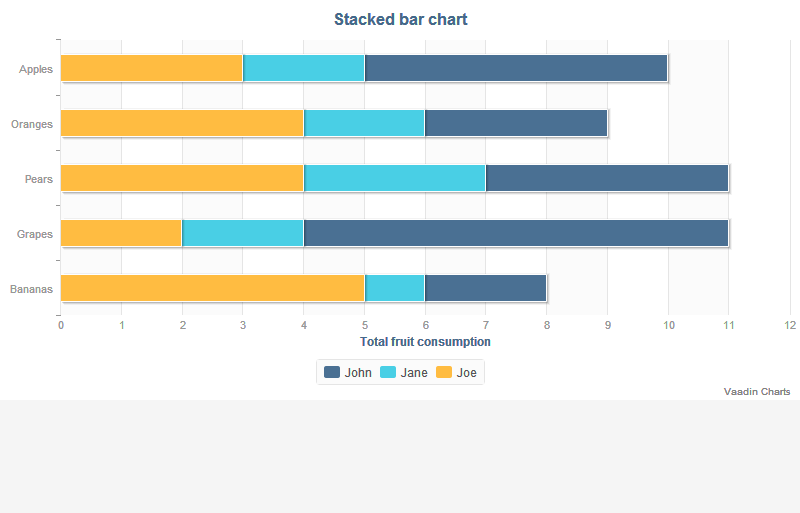 Stacked bar chart
Apples
Oranges
Pears
Grapes
Bananas
0 1 2 3 4 5 6 7 8 9 10 11 12
Total fruit consumption
John Jane Joe
Vaadin Charts